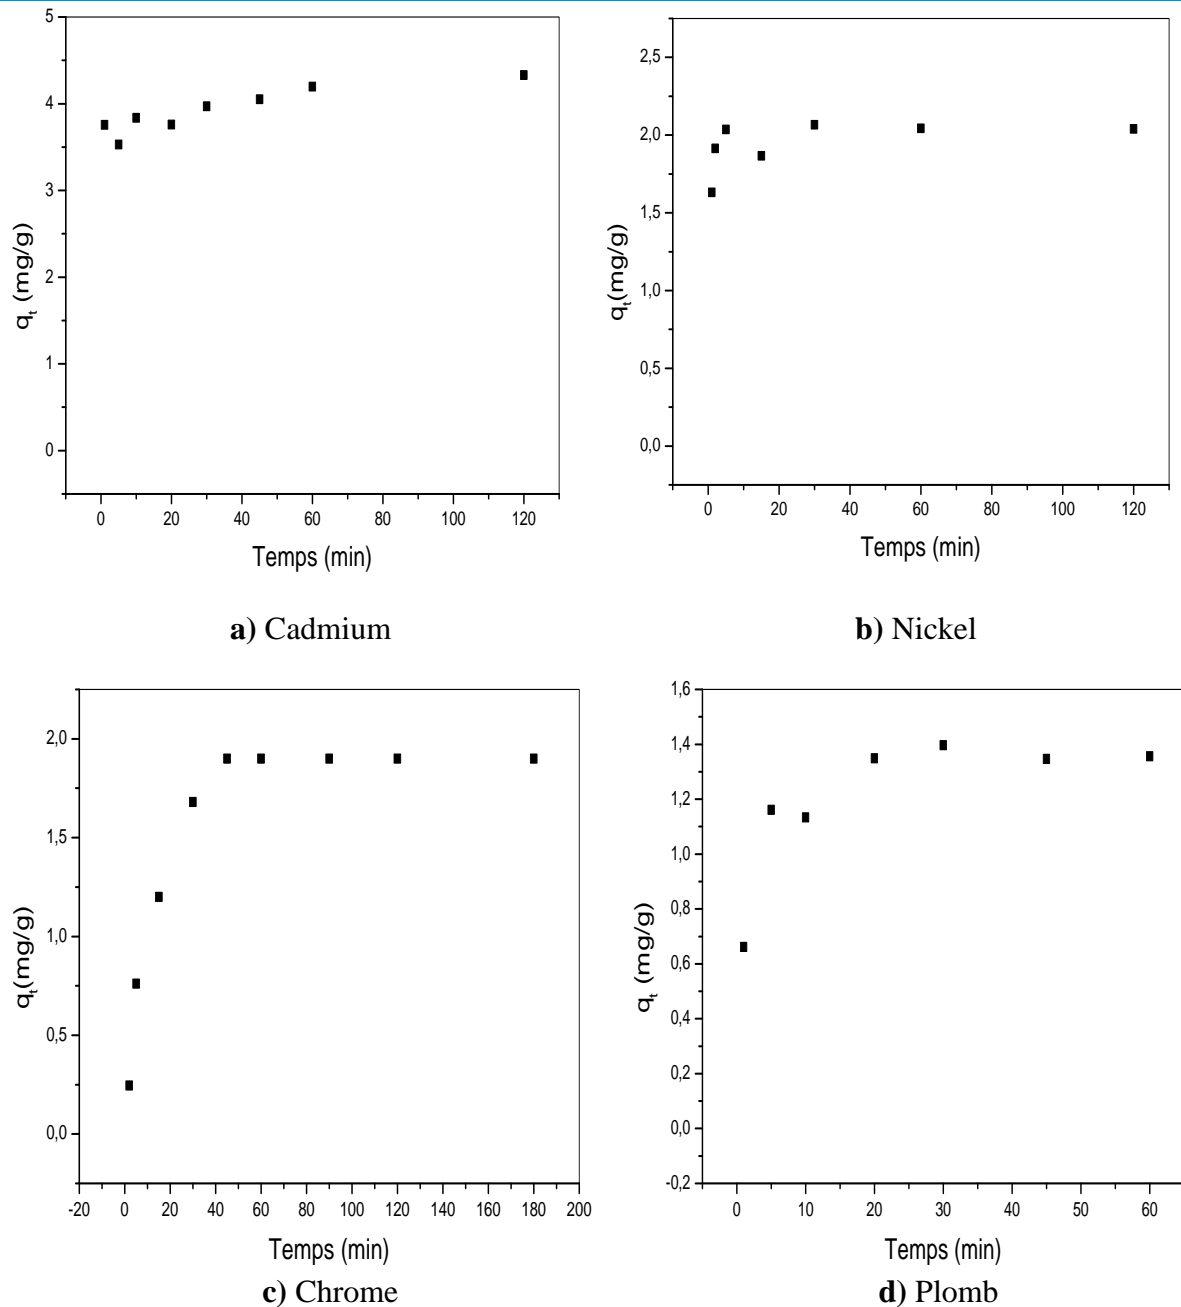 5
4
3
2
1
0
q_t (mg/g)
0 20 40 60 80 100 120
Temps (min)
a) Cadmium
2,5
2,0
1,5
1,0
0,5
0,0
q_t(mg/g)
0 20 40 60 80 100 120
Temps (min)
b) Nickel
2,0
1,5
1,0
0,5
0,0
q_t(mg/g)
-20 0 20 40 60 80 100 120 140 160 180 200
Temps (min)
c) Chrome
1,6
1,4
1,2
1,0
0,8
0,6
0,4
0,2
0,0
-0,2
q_t (mg/g)
0 10 20 30 40 50 60
Temps (min)
d) Plomb